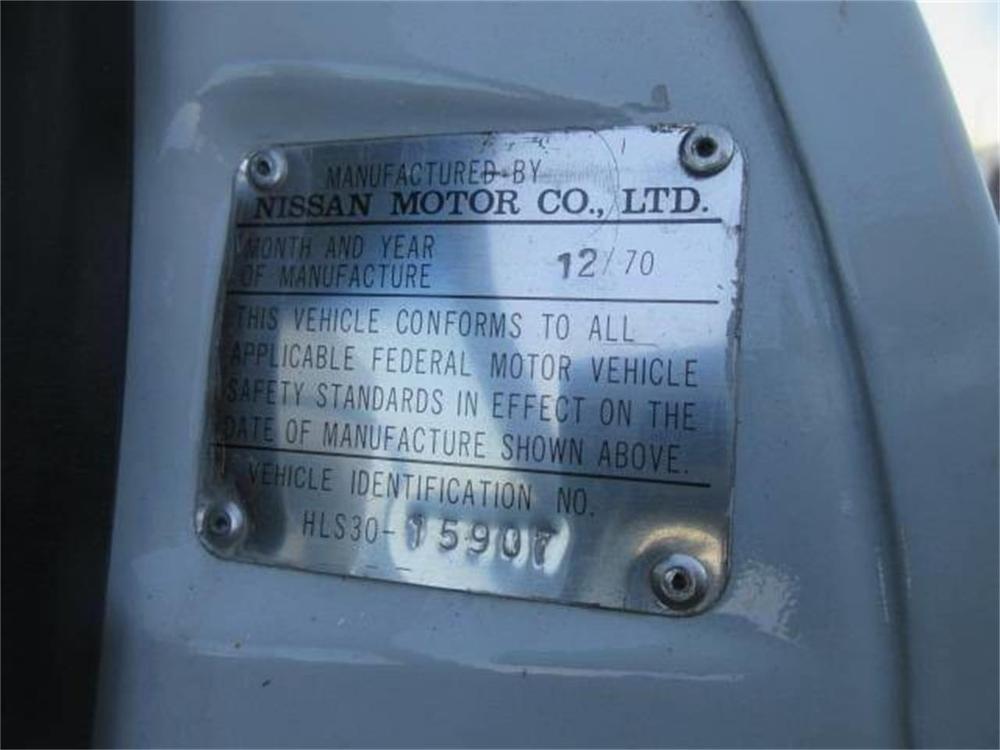 MANUFACTURED BY
NISSAN MOTOR CO., LTD.
MONTH AND YEAR
OF MANUFACTURE 12/70
THIS VEHICLE CONFORMS TO ALL
APPLICABLE FEDERAL MOTOR VEHICLE
SAFETY STANDARDS IN EFFECT ON THE
DATE OF MANUFACTURE SHOWN ABOVE.
VEHICLE IDENTIFICATION NO.
HLS30-15907